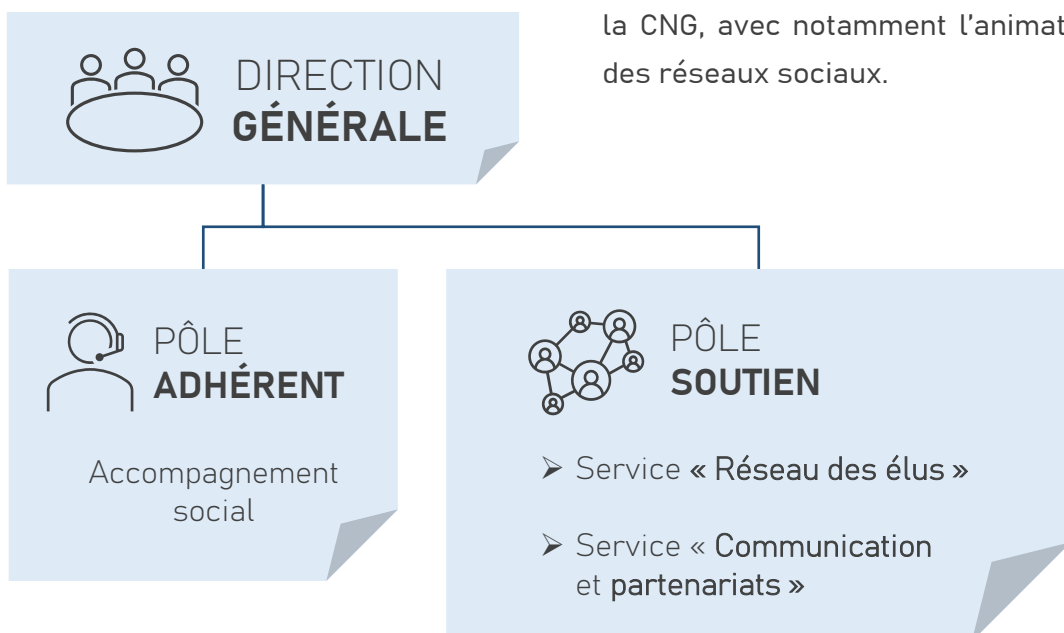 la CNG, avec notamment l’animat
des réseaux sociaux.
DIRECTION
GÉNÉRALE
PÔLE
ADHÉRENT
Accompagnement
social
PÔLE
SOUTIEN
➢ Service « Réseau des élus »
➢ Service « Communication
et partenariats »